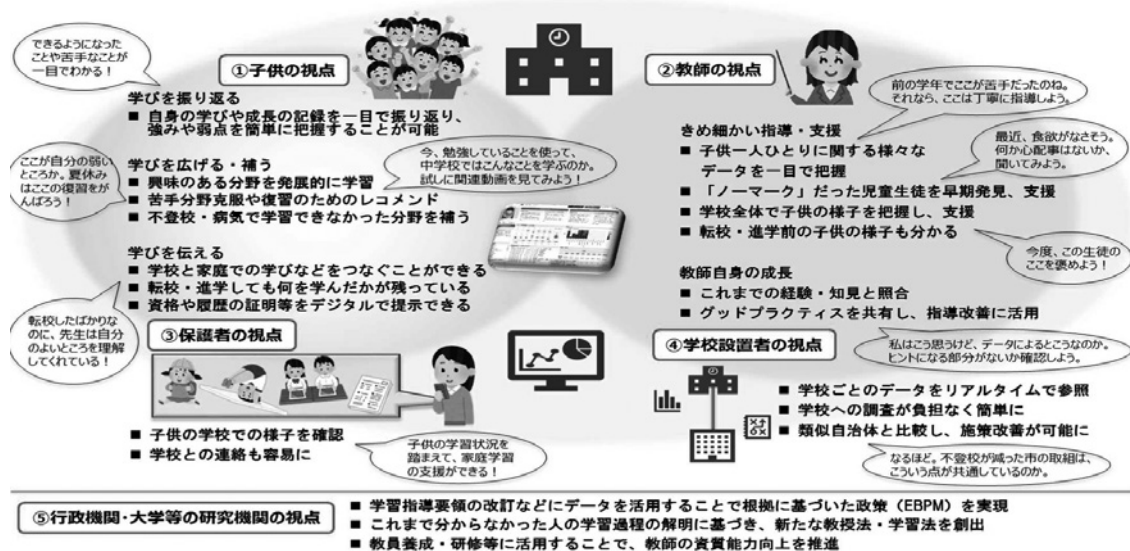 できるようになった
ことや苦手なことが
一目でわかる！
①子供の視点
学びを振り返る
■ 自身の学びや成長の記録を一目で振り返り、
強みや弱点を簡単に把握することが可能
ここが自分の弱い
ところか。夏休み
はここの復習をが
んばろう！
学びを広げる・補う
■ 興味のある分野を発展的に学習
■ 苦手分野克服や復習のためのレコメンド
■ 不登校・病気で学習できなかった分野を補う
今、勉強していることを使って、
中学校ではこんなことを学ぶのか。
試しに関連動画を見てみよう！
学びを伝える
■ 学校と家庭での学びなどをつなぐことができる
■ 転校・進学しても何を学んだかが残っている
■ 資格や履歴の証明等をデジタルで提示できる
転校したばかりな
のに、先生は自分
のよいところを理解
してくれている！
②教師の視点
前の学年でここが苦手だったのね。
それなら、ここは丁寧に指導しよう。
きめ細かい指導・支援
■ 子供一人ひとりに関する様々な
データを一目で把握
■ 「ノーマーク」だった児童生徒を早期発見、支援
■ 学校全体で子供の様子を把握し、支援
■ 転校・進学前の子供の様子も分かる
最近、食欲がなさそう。
何か心配事はないか、
聞いてみよう。
今度、この生徒の
ここを褒めよう！
教師自身の成長
■ これまでの経験・知見と照合
■ グッドプラクティスを共有し、指導改善に活用
私はこう思うけど、データによるとこうなのか。
ヒントになる部分がないか確認しよう。
③保護者の視点
■ 子供の学校での様子を確認
■ 学校との連絡も容易に
子供の学習状況を
踏まえて、家庭学習
の支援ができる！
④学校設置者の視点
■ 学校ごとのデータをリアルタイムで参照
■ 学校への調査が負担なく簡単に
■ 類似自治体と比較し、施策改善が可能に
なるほど。不登校が減った市の取組は、
こういう点が共通しているのか。
⑤行政機関・大学等の研究機関の視点
■ 学習指導要領の改訂などにデータを活用することで根拠に基づいた政策（EBPM）を実現
■ これまで分からなかった人の学習過程の解明に基づき、新たな教授法・学習法を創出
■ 教員養成・研修等に活用することで、教師の資質能力向上を推進